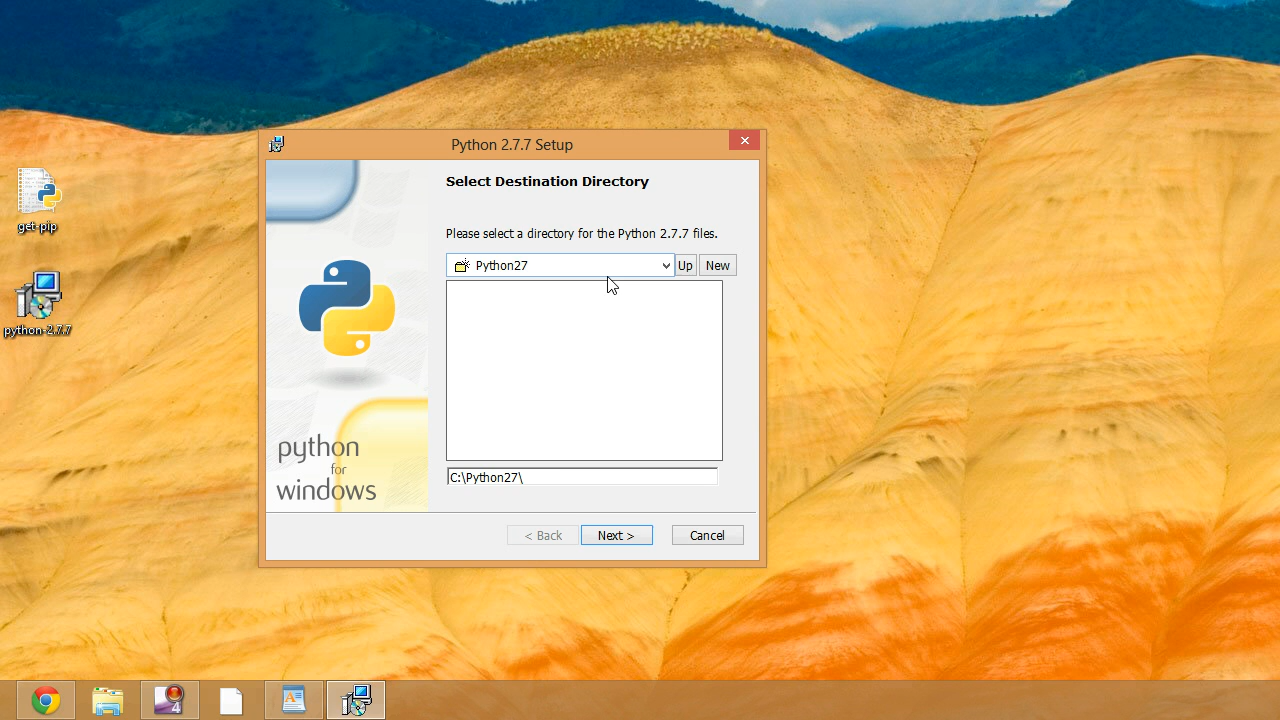 Python 2.7.7 Setup
Select Destination Directory
get-pip
Please select a directory for the Python 2.7.7 files.
Python27
Up
New
python-2.7.7
python
for
windows
C:\Python27\
< Back
Next >
Cancel
4
A